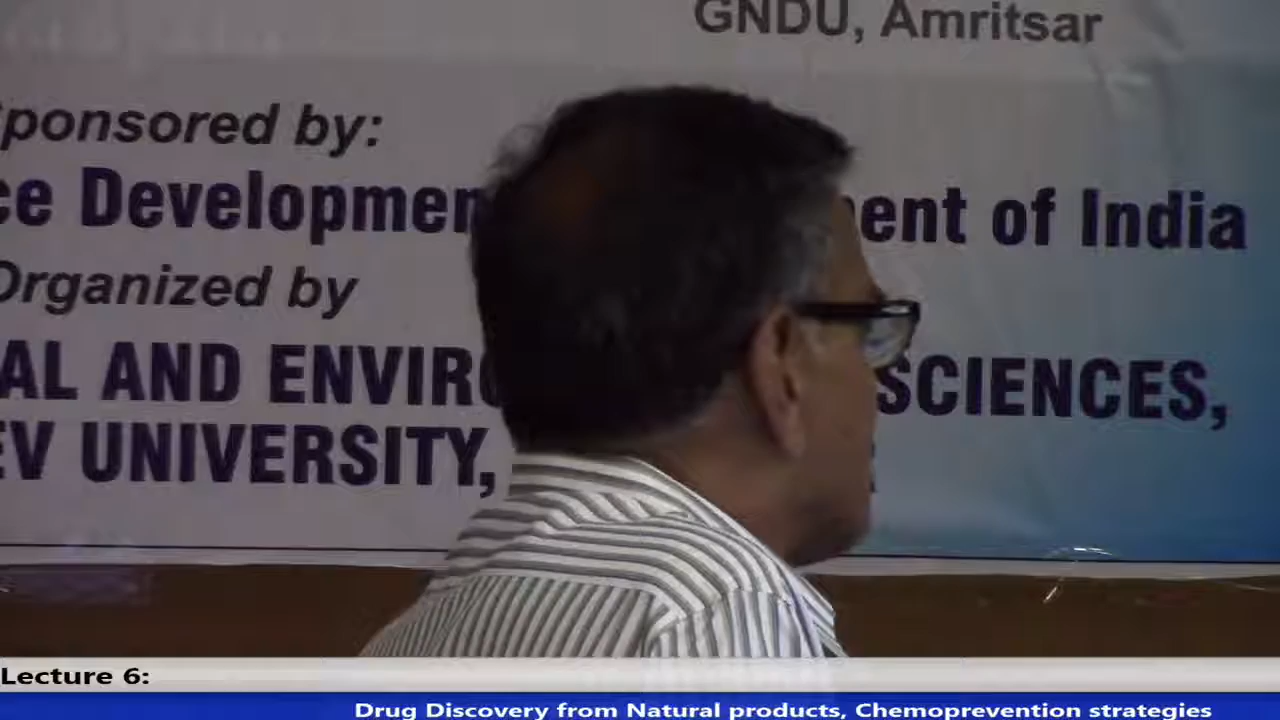 GNDU, Amritsar
ponsored by:
ce Developmen ent of India
Organized by
AL AND ENVIRO SCIENCES,
EV UNIVERSITY,
Lecture 6:
Drug Discovery from Natural products, Chemoprevention strategies